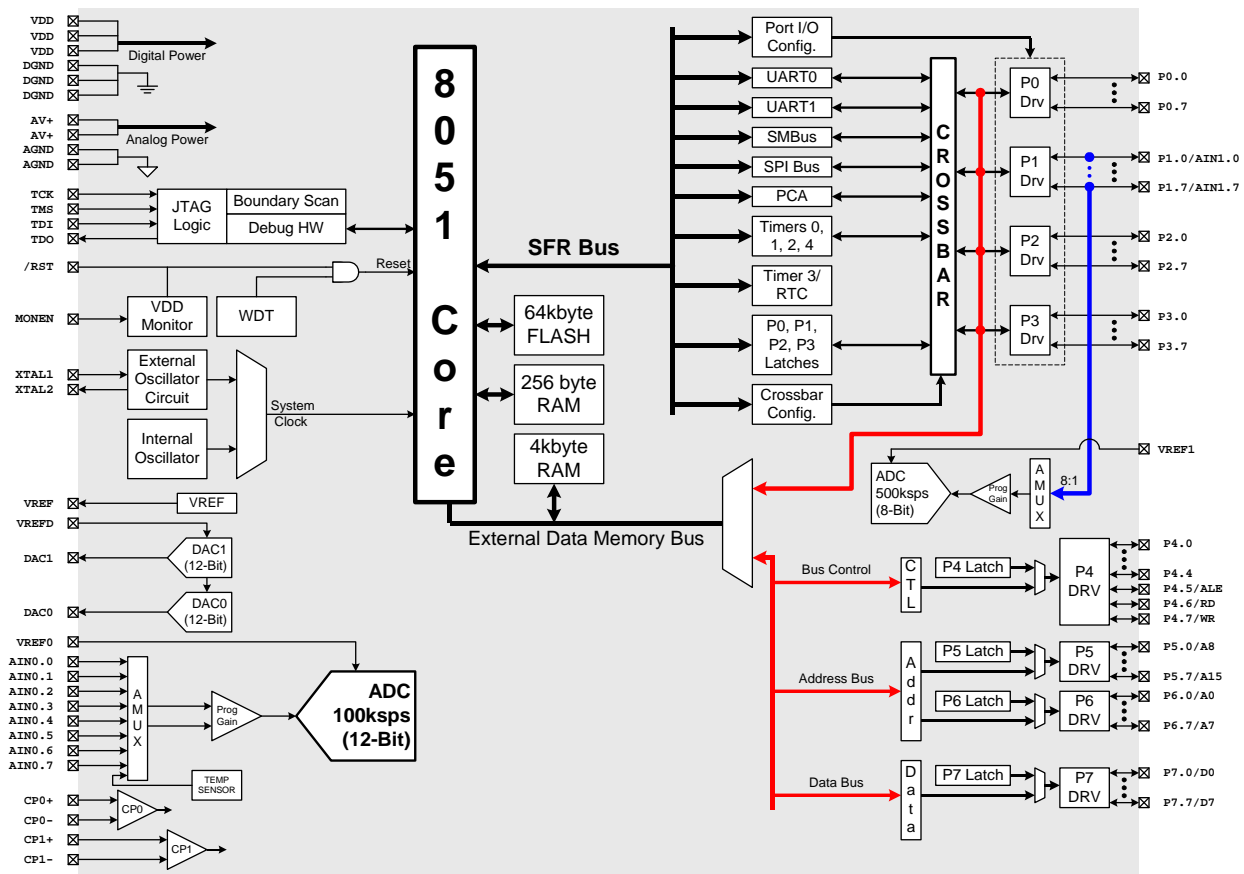 VDD
VDD
VDD
Digital Power
DGND
DGND
DGND
AV+
AV+
Analog Power
AGND
AGND
TCK
TMS
TDI
TDO
JTAG
Logic
Boundary Scan
Debug HW
/RST
Reset
MONEN
VDD
Monitor
WDT
XTAL1
XTAL2
External
Oscillator
Circuit
Internal
Oscillator
System
Clock
VREF
VREF
VREFD
DAC1
DAC1
(12-Bit)
DAC0
DAC0
(12-Bit)
VREF0
AIN0.0
AIN0.1
AIN0.2
AIN0.3
AIN0.4
AIN0.5
AIN0.6
AIN0.7
AMUX
Prog
Gain
ADC
100ksps
(12-Bit)
TEMP
SENSOR
CP0+
CP0-
CP0
CP1+
CP1-
CP1
8051 Core
SFR Bus
64kbyte
FLASH
256 byte
RAM
4kbyte
RAM
External Data Memory Bus
Port I/O
Config.
UART0
UART1
SMBus
SPI Bus
PCA
Timers 0,
1, 2, 4
Timer 3/
RTC
P0, P1,
P2, P3
Latches
Crossbar
Config.
CROSSBAR
P0
Drv
P1
Drv
P2
Drv
P3
Drv
P0.0
P0.7
P1.0/AIN1.0
P1.7/AIN1.7
P2.0
P2.7
P3.0
P3.7
VREF1
ADC
500ksps
(8-Bit)
Prog
Gain
AMUX
8:1
Bus Control
CTL
P4 Latch
P4
DRV
P4.0
P4.4
P4.5/ALE
P4.6/RD
P4.7/WR
Address Bus
Addr
P5 Latch
P5
DRV
P5.0/A8
P5.7/A15
P6 Latch
P6
DRV
P6.0/A0
P6.7/A7
Data Bus
Data
P7 Latch
P7
DRV
P7.0/D0
P7.7/D7